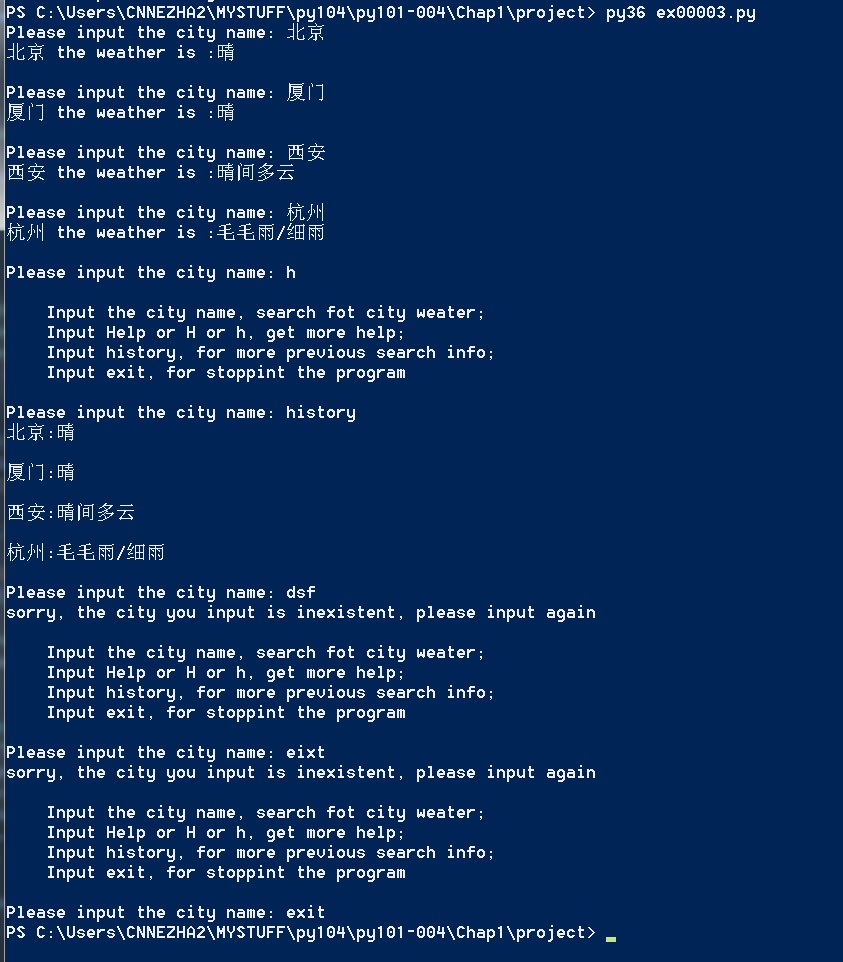 PS C:\Users\CNNEZHA2\MYSTUFF\py104\py101-004\Chap1\project> py36 ex00003.py
Please input the city name: 北京
北京 the weather is :晴
Please input the city name: 厦门
厦门 the weather is :晴
Please input the city name: 西安
西安 the weather is :晴间多云
Please input the city name: 杭州
杭州 the weather is :毛毛雨/细雨
Please input the city name: h
Input the city name, search fot city weater;
Input Help or H or h, get more help;
Input history, for more previous search info;
Input exit, for stoppint the program
Please input the city name: history
北京:晴
厦门:晴
西安:晴间多云
杭州:毛毛雨/细雨
Please input the city name: dsf
sorry, the city you input is inexistent, please input again
Input the city name, search fot city weater;
Input Help or H or h, get more help;
Input history, for more previous search info;
Input exit, for stoppint the program
Please input the city name: eixt
sorry, the city you input is inexistent, please input again
Input the city name, search fot city weater;
Input Help or H or h, get more help;
Input history, for more previous search info;
Input exit, for stoppint the program
Please input the city name: exit
PS C:\Users\CNNEZHA2\MYSTUFF\py104\py101-004\Chap1\project>